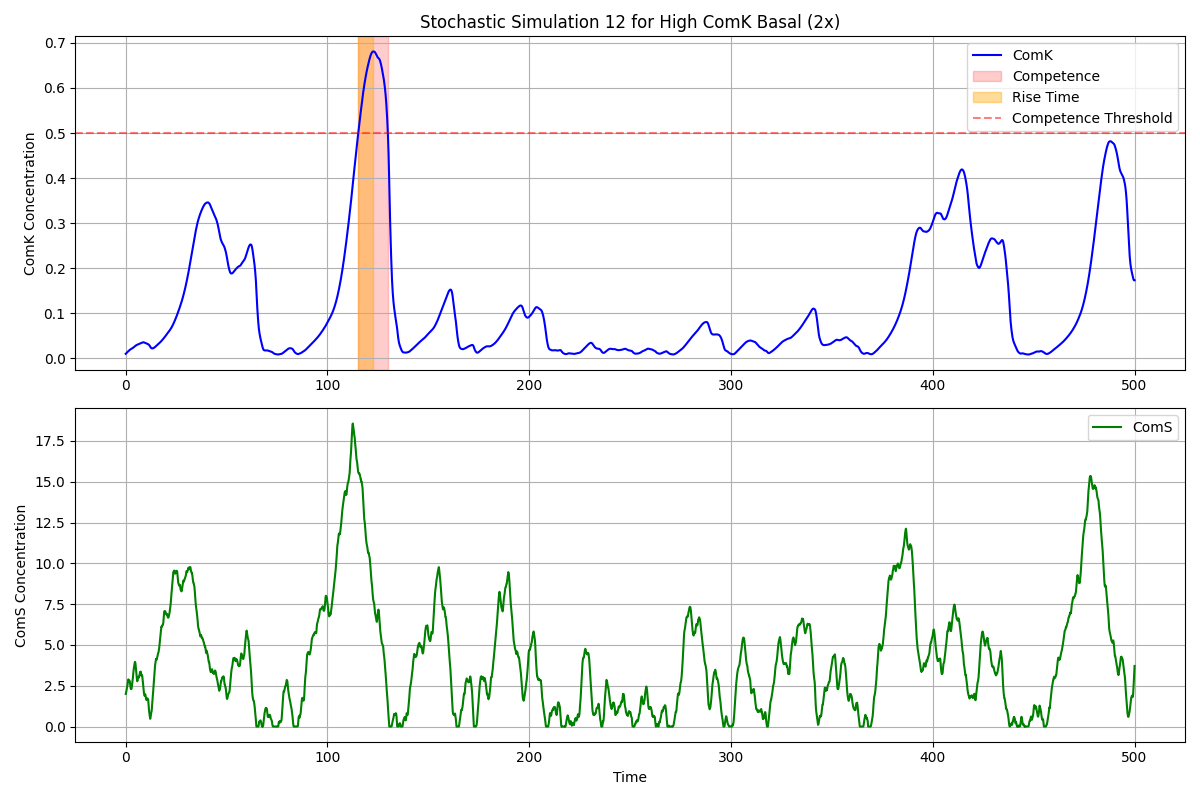 Stochastic Simulation 12 for High ComK Basal (2x)
ComK Concentration
0.7
0.6
0.5
0.4
0.3
0.2
0.1
0.0
ComK
Competence
Rise Time
Competence Threshold
0 100 200 300 400 500
ComS Concentration
17.5
15.0
12.5
10.0
7.5
5.0
2.5
0.0
ComS
0 100 200 300 400 500
Time